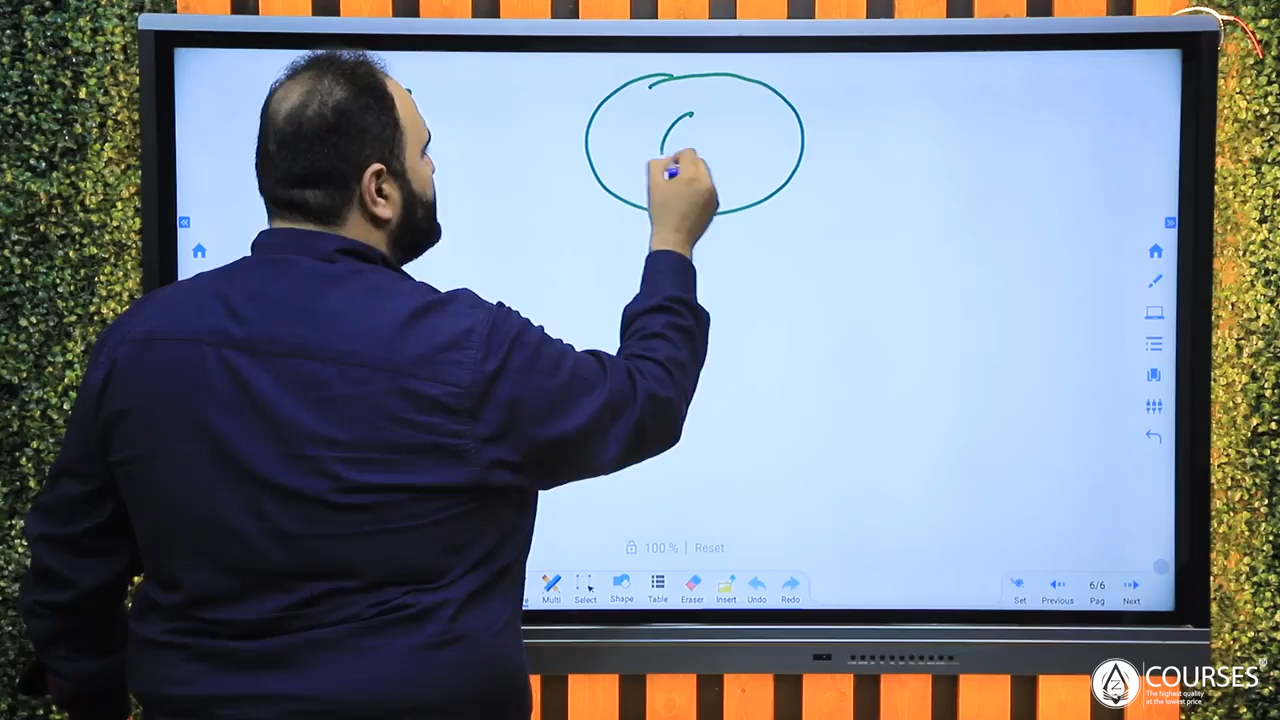 100 % | Reset
Multi Select Shape Table Eraser Insert Undo Redo
Set Previous 6/6 Pag Next
COURSES®
The highest quality
at the lowest price